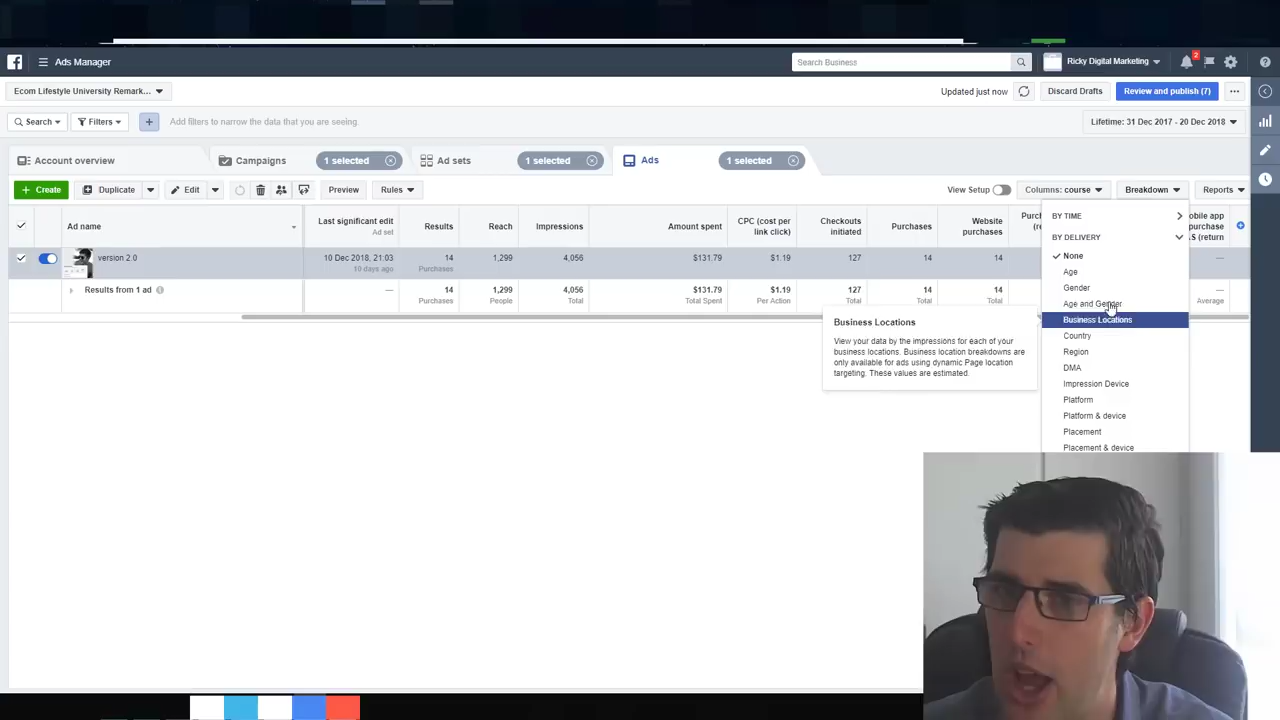 Ads Manager
Search Business
Ricky Digital Marketing
2
Ecom Lifestyle University Remark...
Updated just now
Discard Drafts
Review and publish (7)
Search
Filters
Add filters to narrow the data that you are seeing.
Lifetime: 31 Dec 2017 - 20 Dec 2018
Account overview
Campaigns
1 selected
Ad sets
1 selected
Ads
1 selected
+ Create
Duplicate
Edit
Preview
Rules
View Setup
Columns: course
Breakdown
Reports
Ad name
Last significant edit
Ad set
Results
Reach
Impressions
Amount spent
CPC (cost per
link click)
Checkouts
initiated
Purchases
Website
purchases
version 2.0
10 Dec 2018, 21:03
10 days ago
14
Purchases
1,299
4,056
$131.79
$1.19
127
14
14
Results from 1 ad
—
14
Purchases
1,299
People
4,056
Total
$131.79
Total Spent
$1.19
Per Action
127
Total
14
Total
14
Total
—
—
Average
BY TIME
BY DELIVERY
None
Age
Gender
Age and Gender
Business Locations
Country
Region
DMA
Impression Device
Platform
Platform & device
Placement
Placement & device
Business Locations
View your data by the impressions for each of your
business locations. Business location breakdowns are
only available for ads using dynamic Page location
targeting. These values are estimated.